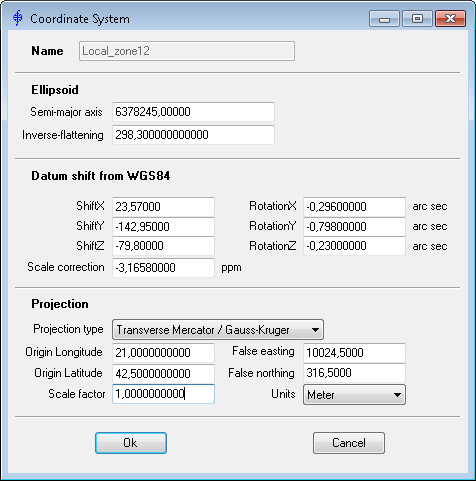 Coordinate System
Name Local_zone12
Ellipsoid
Semi-major axis 6378245,00000
Inverse-flattening 298,300000000000
Datum shift from WGS84
ShiftX 23,57000 RotationX -0,29600000 arc sec
ShiftY -142,95000 RotationY -0,79800000 arc sec
ShiftZ -79,80000 RotationZ -0,23000000 arc sec
Scale correction -3,16580000 ppm
Projection
Projection type Transverse Mercator / Gauss-Kruger
Origin Longitude 21,0000000000 False easting 10024,5000
Origin Latitude 42,5000000000 False northing 316,5000
Scale factor 1,0000000000 Units Meter
Ok Cancel